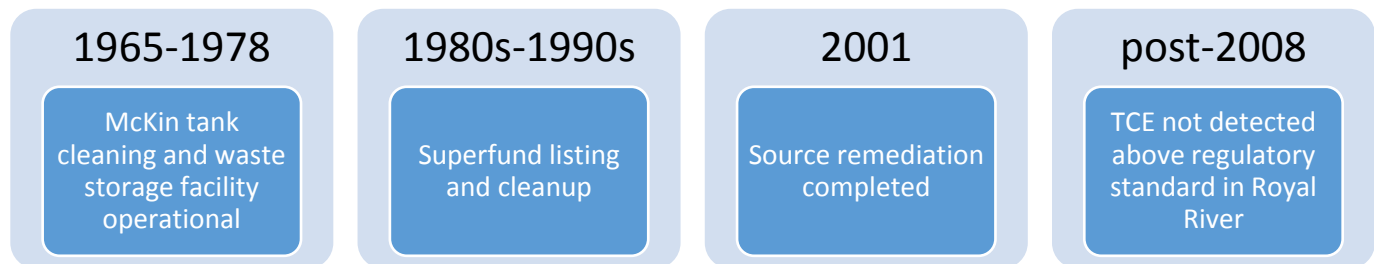 1965-1978
McKin tank
cleaning and waste
storage facility
operational
1980s-1990s
Superfund listing
and cleanup
2001
Source remediation
completed
post-2008
TCE not detected
above regulatory
standard in Royal
River